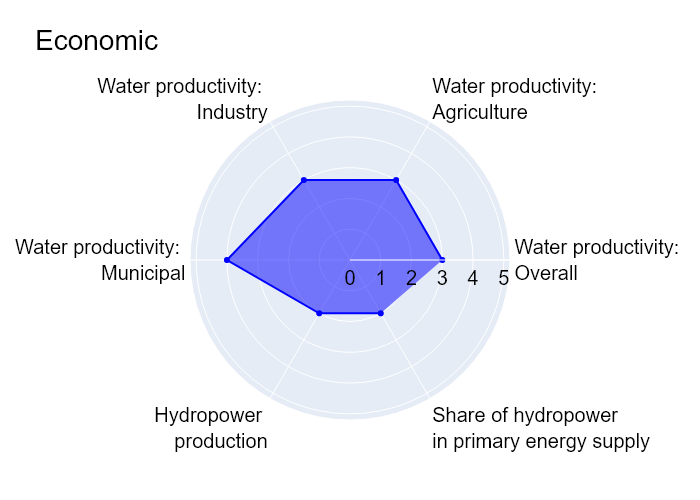 Economic
Water productivity:
Industry
Water productivity:
Agriculture
Water productivity:
Municipal
Water productivity:
Overall
0 1 2 3 4 5
Hydropower
production
Share of hydropower
in primary energy supply